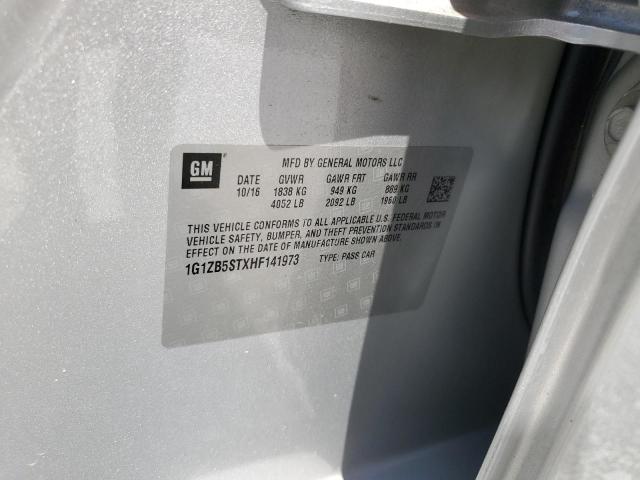 GM
MFD BY GENERAL MOTORS LLC
DATE GVWR GAWR FRT GAWR RR
10/16 1838 KG 949 KG 889 KG
4052 LB 2092 LB 1960 LB
THIS VEHICLE CONFORMS TO ALL APPLICABLE U.S. FEDERAL MOTOR
VEHICLE SAFETY, BUMPER, AND THEFT PREVENTION STANDARDS IN
EFFECT ON THE DATE OF MANUFACTURE SHOWN ABOVE.
1G1ZB5STXHF141973 TYPE: PASS CAR